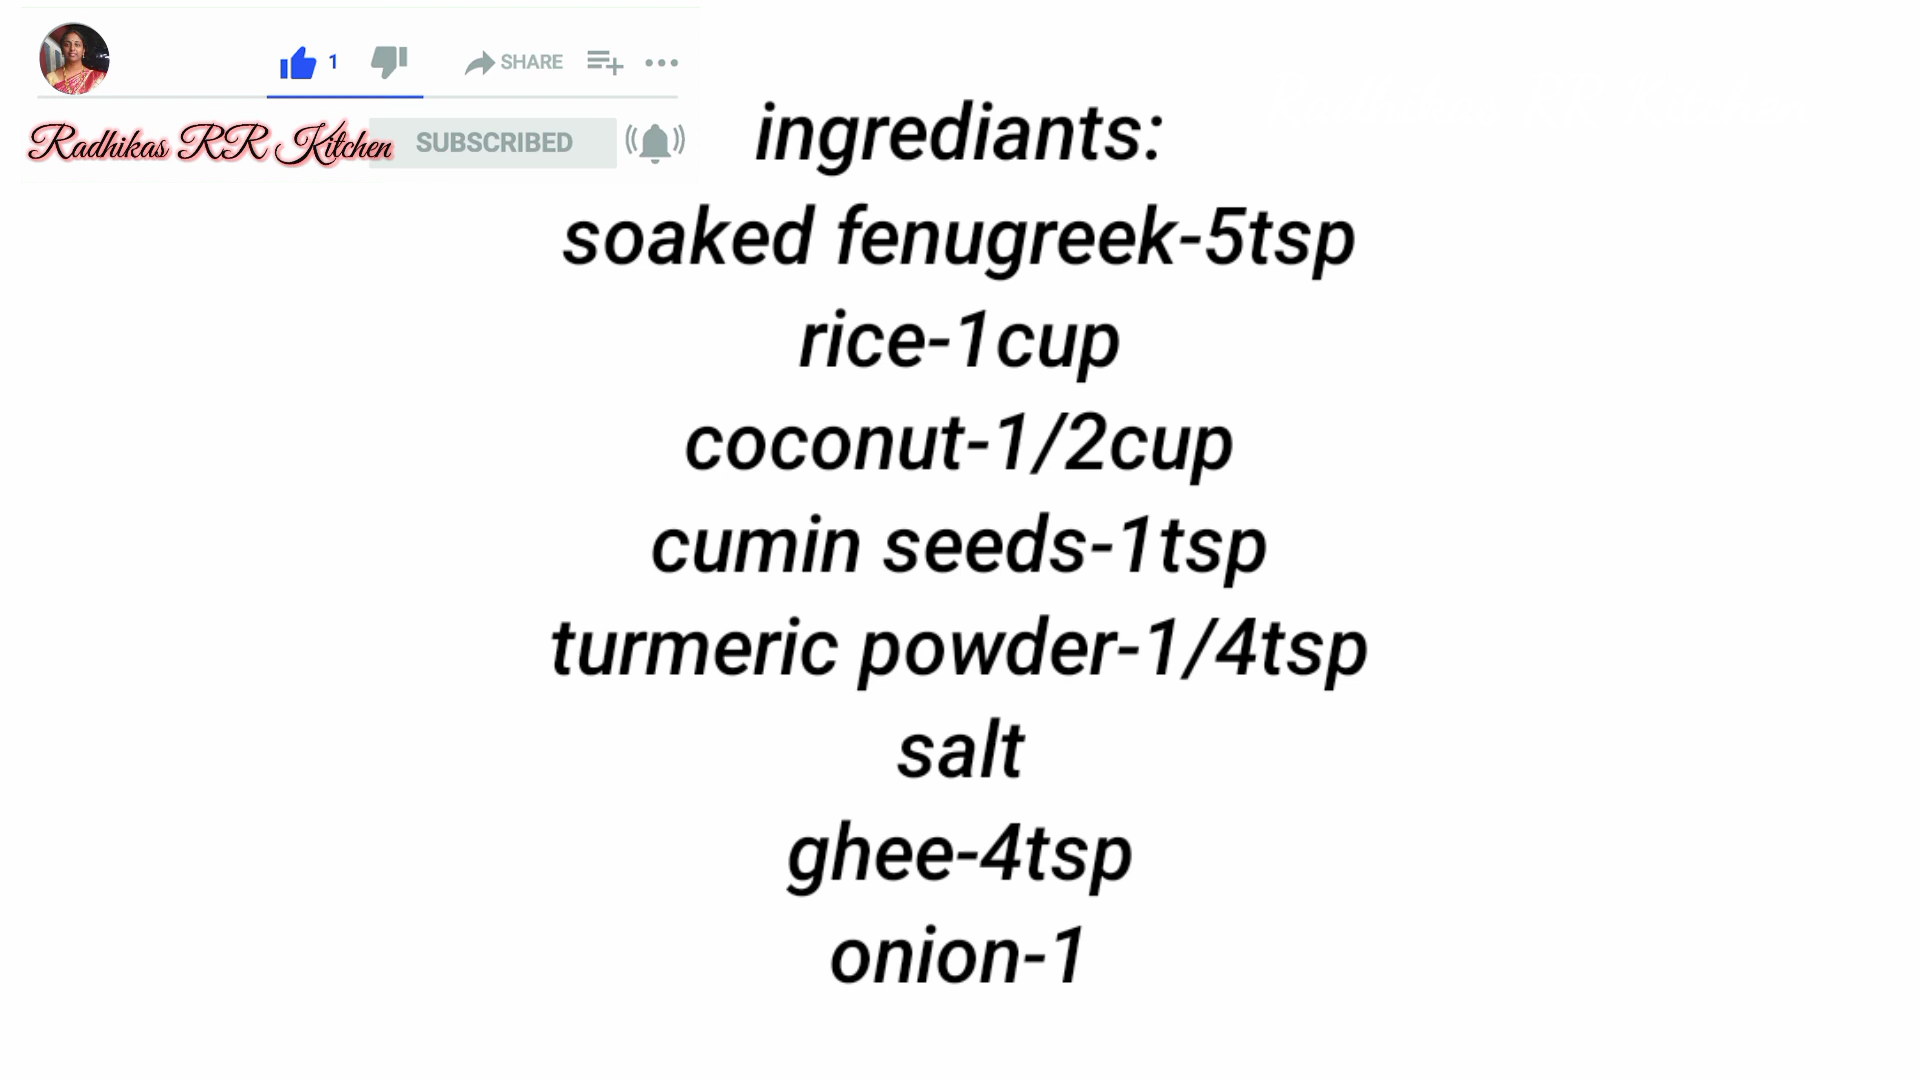 1
SHARE
Radhikas RR Kitchen
SUBSCRIBED
ingrediants:
soaked fenugreek-5tsp
rice-1cup
coconut-1/2cup
cumin seeds-1tsp
turmeric powder-1/4tsp
salt
ghee-4tsp
onion-1